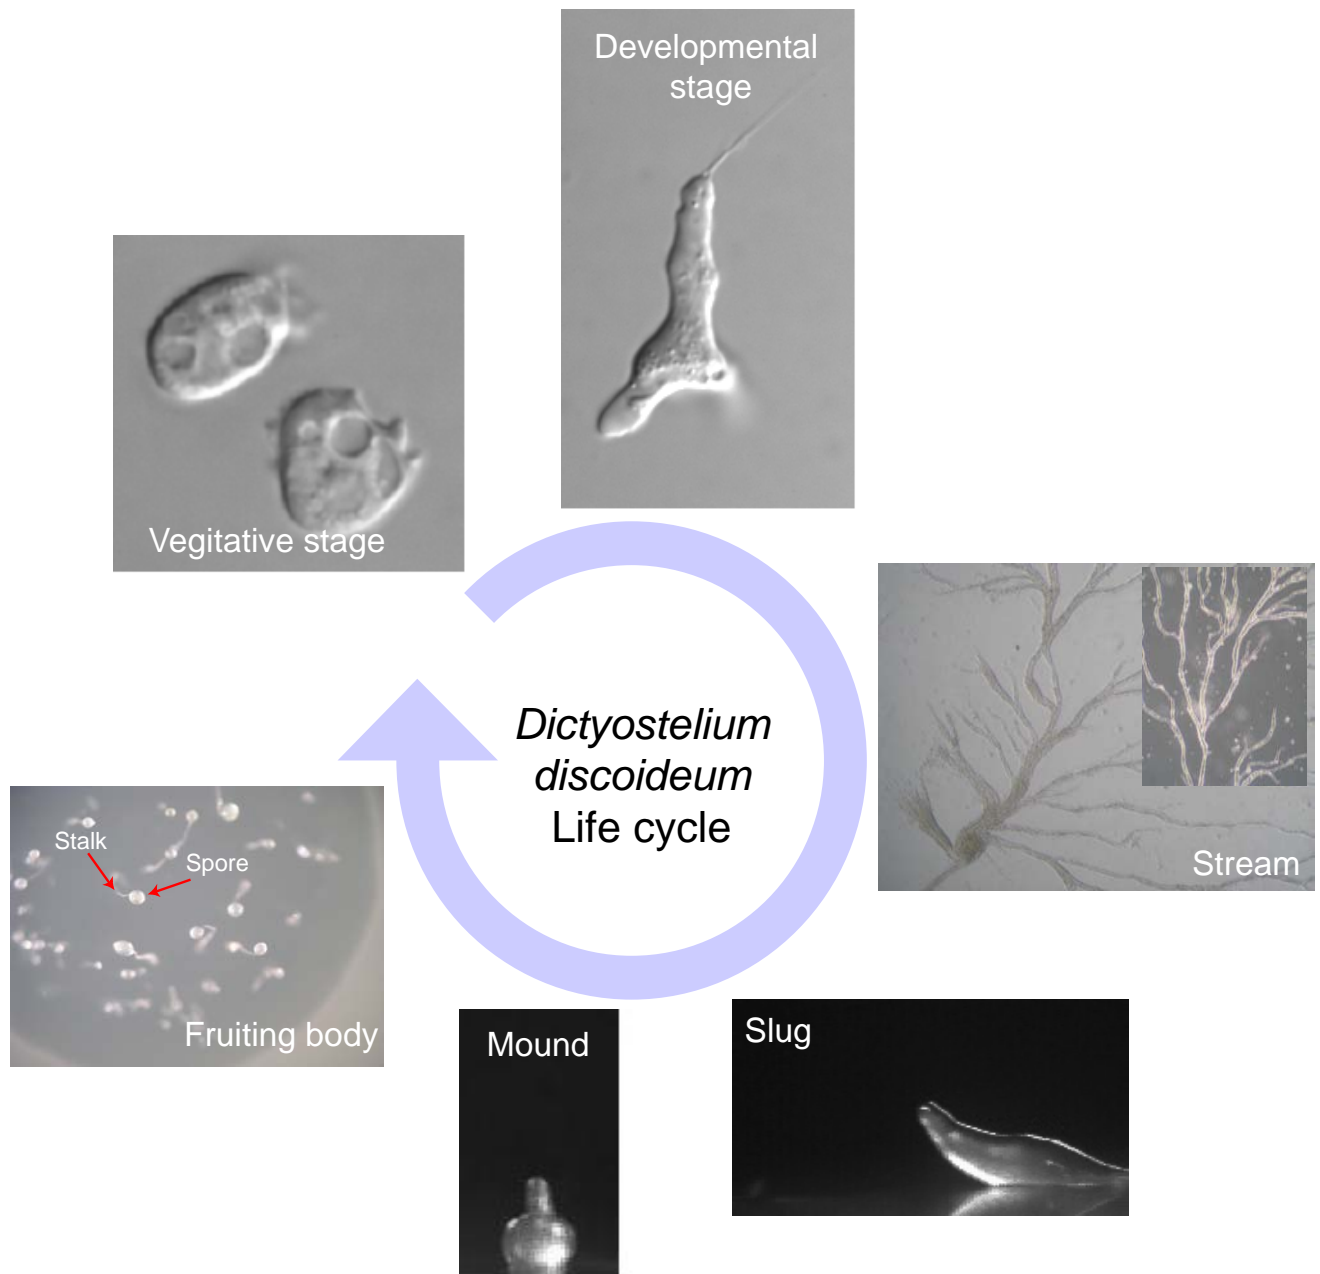 Developmental
stage
Vegitative stage
Dictyostelium
discoideum
Life cycle
Stream
Stalk
Spore
Fruiting body
Mound
Slug